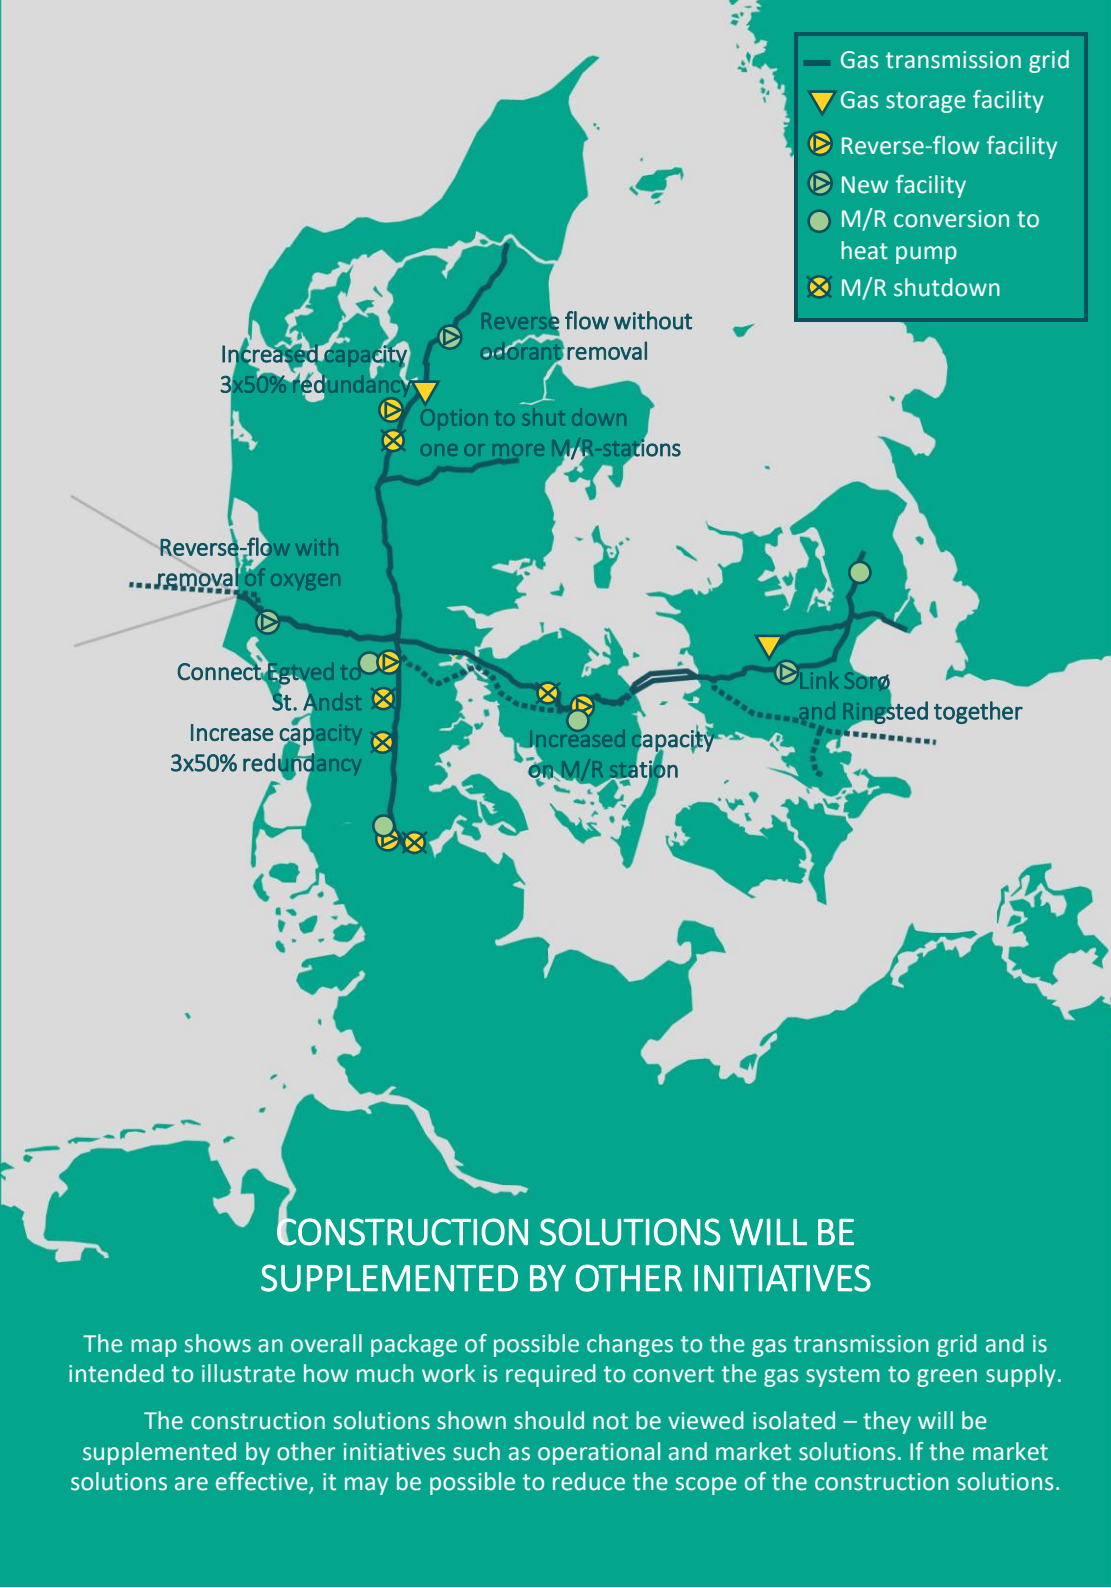 Gas transmission grid
Gas storage facility
Reverse-flow facility
New facility
M/R conversion to
heat pump
M/R shutdown
Reverse flow without
odorant removal
Increased capacity
3x50% redundancy
Option to shut down
one or more M/R-stations
Reverse-flow with
removal of oxygen
Connect Egtved to
St. Andst
Increase capacity
3x50% redundancy
Increased capacity
on M/R station
Link Sorø
and Ringsted together
CONSTRUCTION SOLUTIONS WILL BE
SUPPLEMENTED BY OTHER INITIATIVES
The map shows an overall package of possible changes to the gas transmission grid and is
intended to illustrate how much work is required to convert the gas system to green supply.
The construction solutions shown should not be viewed isolated – they will be
supplemented by other initiatives such as operational and market solutions. If the market
solutions are effective, it may be possible to reduce the scope of the construction solutions.